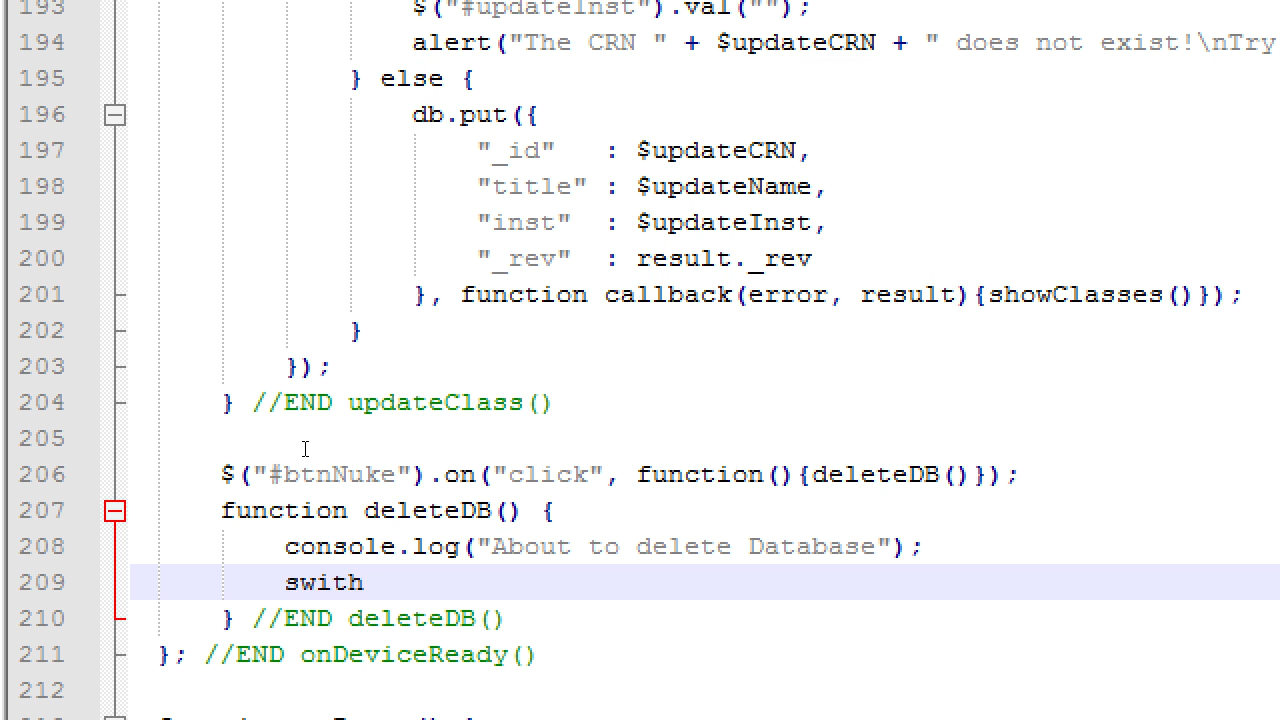 193 $("#updateInst").val("");
194 alert("The CRN " + $updateCRN + " does not exist!\nTry
195 } else {
196 db.put({
197 "_id" : $updateCRN,
198 "title" : $updateName,
199 "inst" : $updateInst,
200 "_rev" : result._rev
201 }, function callback(error, result){showClasses()});
202 }
203 });
204 } //END updateClass()
205
206 $("#btnNuke").on("click", function(){deleteDB()});
207 function deleteDB() {
208 console.log("About to delete Database");
209 swith
210 } //END deleteDB()
211 }; //END onDeviceReady()
212